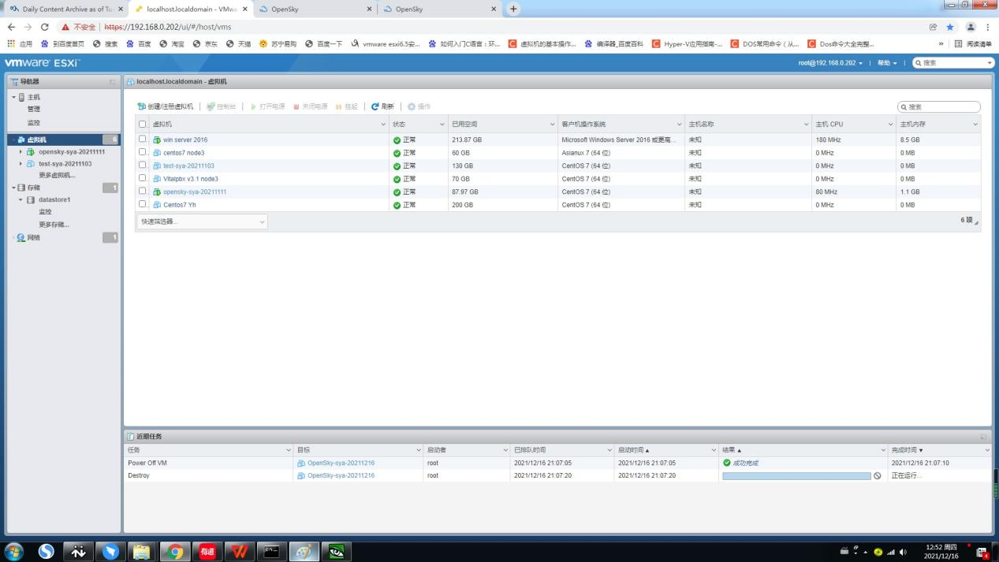 Daily Content Archive as of Tu
localhost.localdomain - VMwa
OpenSky
OpenSky
不安全 | https://192.168.0.202/ui/#/host/vms
应用 到百度首页 搜索 百度 淘宝 京东 天猫 苏宁易购 百度一下 vmware esxi6.5安... 如何入门C语言：环... 虚拟机的基本操作... 编译器_百度百科 Hyper-V应用指南-... DOS常用命令（从... Dos命令大全完整... » 阅读清单
vmware ESXi™
root@192.168.0.202 | 帮助 | 搜索
导航器
主机
管理
监控
虚拟机 6
opensky-sya-20211111
test-sya-20211103
更多虚拟机...
存储 1
datastore1
监控
更多存储...
网络 1
localhost.localdomain - 虚拟机
创建/注册虚拟机 | 控制台 | 打开电源 关闭电源 挂起 | 刷新 | 操作 搜索
虚拟机 状态 已用空间 客户机操作系统 主机名称 主机 CPU 主机内存
win server 2016 正常 213.87 GB Microsoft Windows Server 2016 或更高... 未知 180 MHz 8.5 GB
centos7 node3 正常 60 GB Asianux 7 (64 位) 未知 0 MHz 0 MB
test-sya-20211103 正常 130 GB CentOS 7 (64 位) 未知 0 MHz 0 MB
Vitalpbx v3.1 node3 正常 70 GB CentOS 7 (64 位) 未知 0 MHz 0 MB
opensky-sya-20211111 正常 87.97 GB CentOS 7 (64 位) 未知 80 MHz 1.1 GB
Centos7 Yh 正常 200 GB CentOS 7 (64 位) 未知 0 MHz 0 MB
快速筛选器... 6 项
近期任务
任务 目标 启动者 已排队时间 启动时间 结果 完成时间
Power Off VM OpenSky-sya-20211216 root 2021/12/16 21:07:05 2021/12/16 21:07:05 成功完成 2021/12/16 21:07:10
Destroy OpenSky-sya-20211216 root 2021/12/16 21:07:20 2021/12/16 21:07:20 正在运行...
有道
12:52 周四
2021/12/16
4